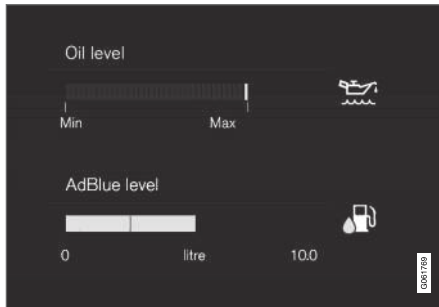 Oil level
Min Max
AdBlue level
0 litre 10.0
G061769